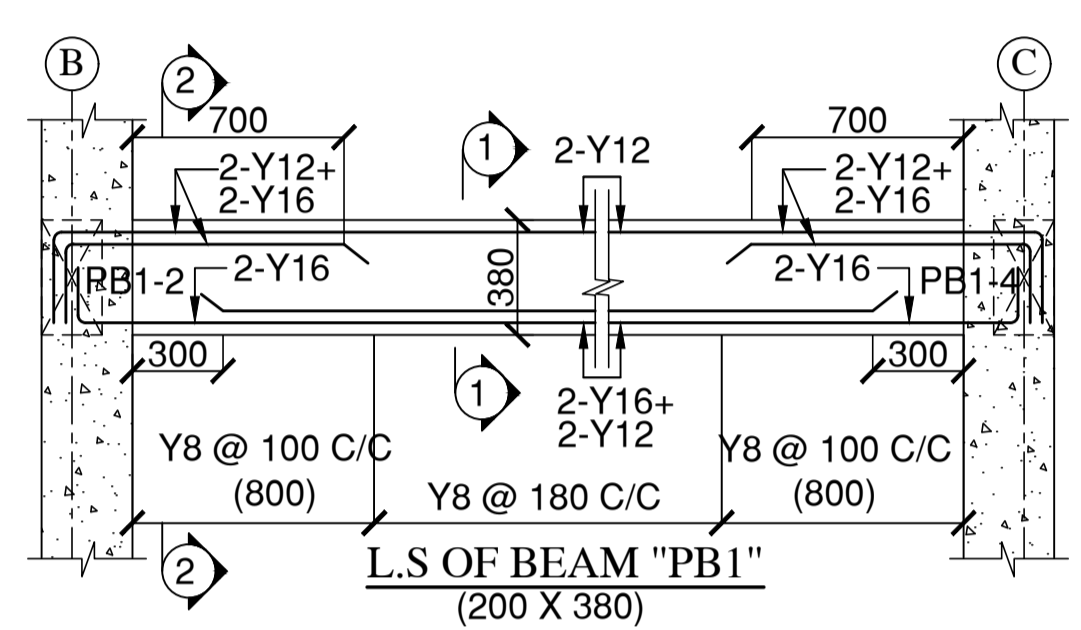 B
C
2
2
700
700
1
2-Y12
2-Y12+
2-Y16
2-Y12+
2-Y16
PB1-2
2-Y16
380
2-Y16
PB1-4
300
300
1
2-Y16+
2-Y12
Y8 @ 100 C/C
(800)
Y8 @ 180 C/C
Y8 @ 100 C/C
(800)
L.S OF BEAM "PB1"
(200 X 380)